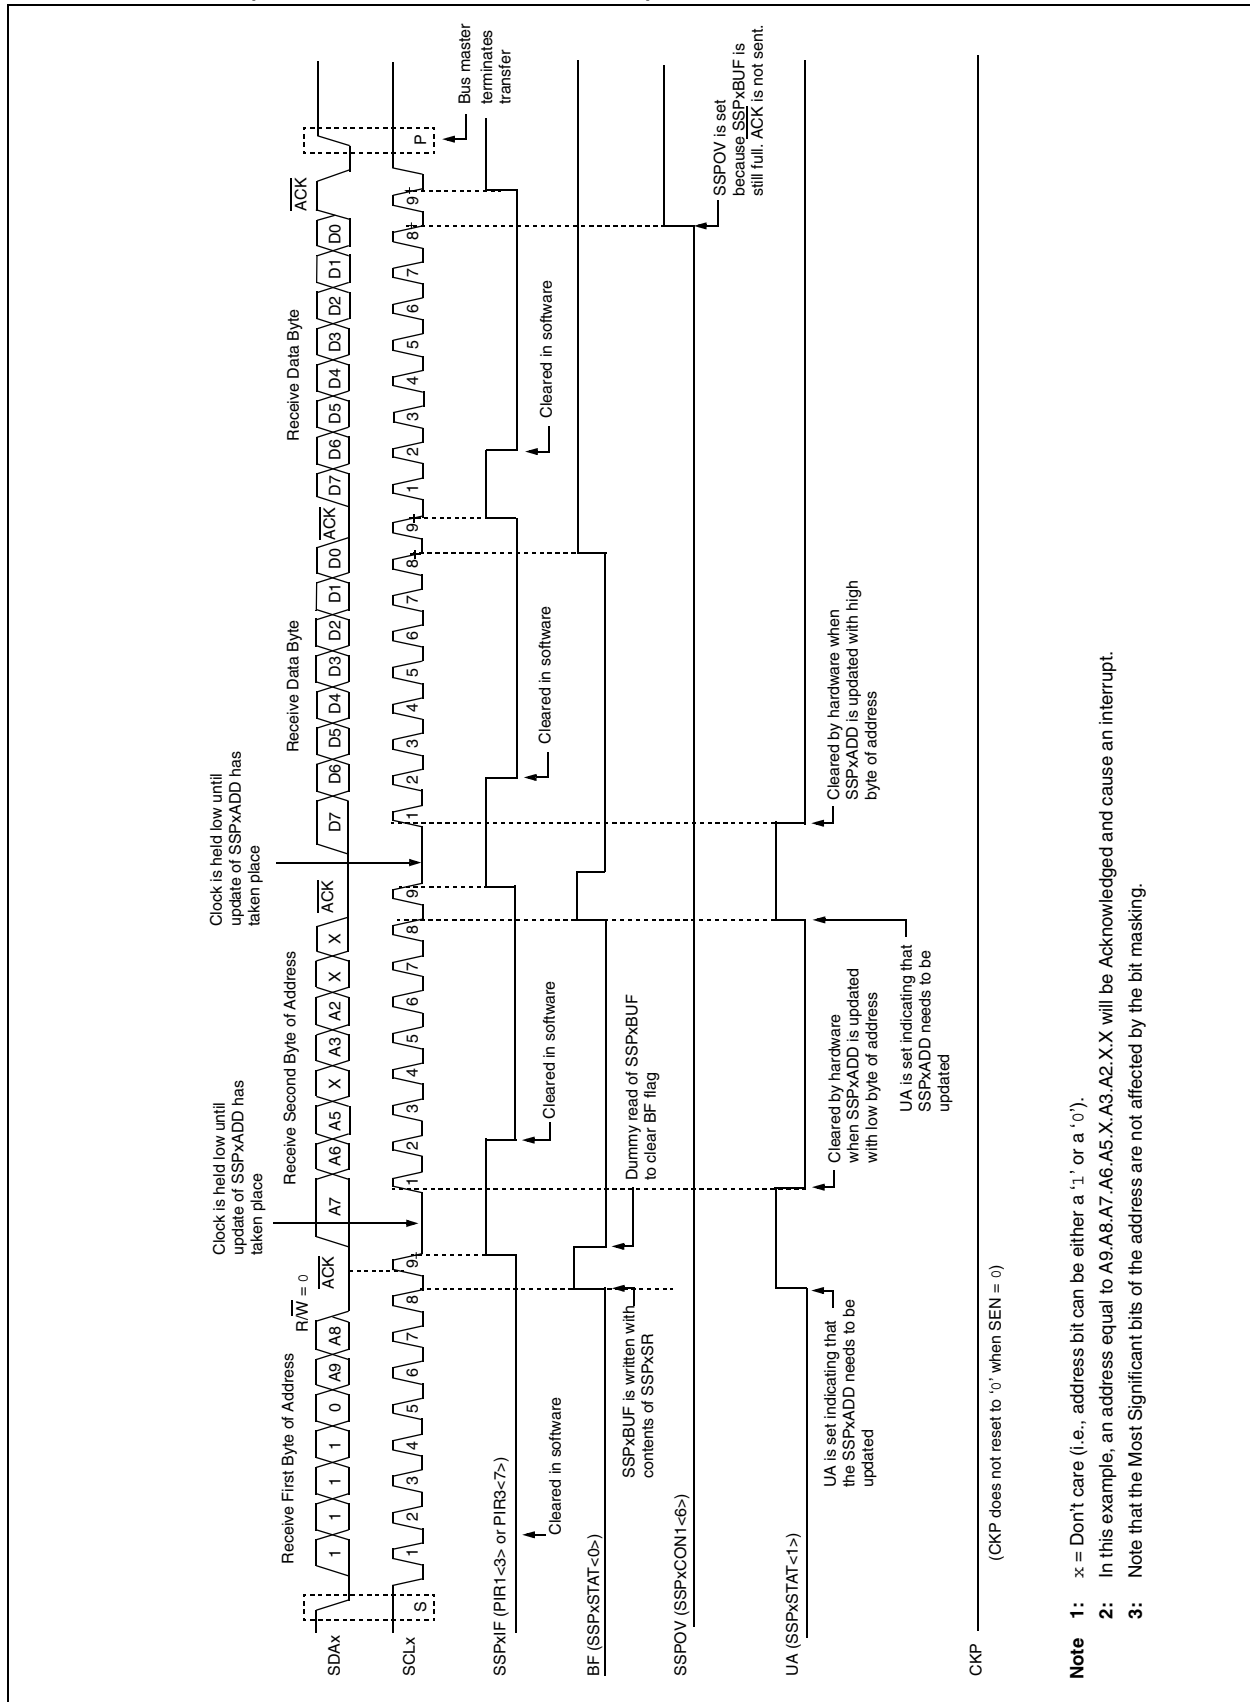 Receive First Byte of Address
R/W = 0
ACK
Clock is held low until
update of SSPxADD has
taken place
Receive Second Byte of Address
ACK
Clock is held low until
update of SSPxADD has
taken place
Receive Data Byte
ACK
Receive Data Byte
ACK
SDAx
1 1 1 1 0 A9 A8
A7 A6 A5 X A3 A2 X X
D7 D6 D5 D4 D3 D2 D1 D0
D7 D6 D5 D4 D3 D2 D1 D0
SCLx
S
1 2 3 4 5 6 7 8 9
1 2 3 4 5 6 7 8 9
1 2 3 4 5 6 7 8 9
1 2 3 4 5 6 7 8 9
P
Bus master
terminates
transfer
SSPxIF (PIR1<3> or PIR3<7>)
Cleared in software
Cleared in software
Cleared in software
Cleared in software
BF (SSPxSTAT<0>)
SSPxBUF is written with
contents of SSPxSR
Dummy read of SSPxBUF
to clear BF flag
SSPOV (SSPxCON1<6>)
SSPOV is set
because SSPxBUF is
still full. ACK is not sent.
UA (SSPxSTAT<1>)
UA is set indicating that
the SSPxADD needs to be
updated
Cleared by hardware
when SSPxADD is updated
with low byte of address
UA is set indicating that
SSPxADD needs to be
updated
Cleared by hardware when
SSPxADD is updated with high
byte of address
CKP
(CKP does not reset to ‘0’ when SEN = 0)
Note 1: x = Don’t care (i.e., address bit can be either a ‘1’ or a ‘0’).
2: In this example, an address equal to A9.A8.A7.A6.A5.X.A3.A2.X.X will be Acknowledged and cause an interrupt.
3: Note that the Most Significant bits of the address are not affected by the bit masking.